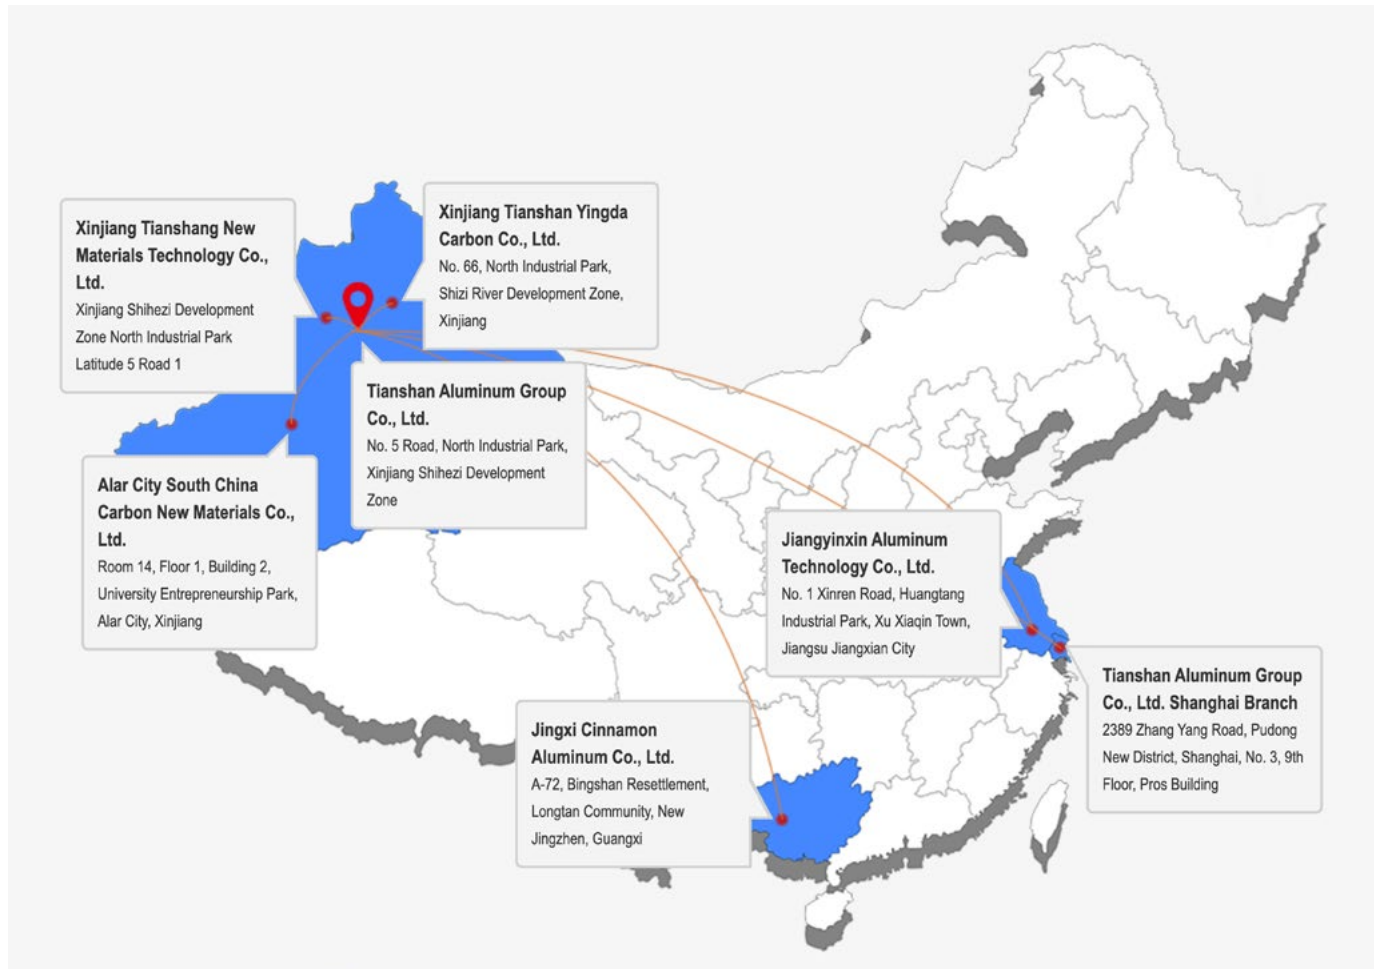 Xinjiang Tianshang New
Materials Technology Co.,
Ltd.
Xinjiang Shihezi Development
Zone North Industrial Park
Latitude 5 Road 1
Xinjiang Tianshan Yingda
Carbon Co., Ltd.
No. 66, North Industrial Park,
Shizi River Development Zone,
Xinjiang
Tianshan Aluminum Group
Co., Ltd.
No. 5 Road, North Industrial Park,
Xinjiang Shihezi Development
Zone
Alar City South China
Carbon New Materials Co.,
Ltd.
Room 14, Floor 1, Building 2,
University Entrepreneurship Park,
Alar City, Xinjiang
Jiangyinxin Aluminum
Technology Co., Ltd.
No. 1 Xinren Road, Huangtang
Industrial Park, Xu Xiaqin Town,
Jiangsu Jiangxian City
Tianshan Aluminum Group
Co., Ltd. Shanghai Branch
2389 Zhang Yang Road, Pudong
New District, Shanghai, No. 3, 9th
Floor, Pros Building
Jingxi Cinnamon
Aluminum Co., Ltd.
A-72, Bingshan Resettlement,
Longtan Community, New
Jingzhen, Guangxi